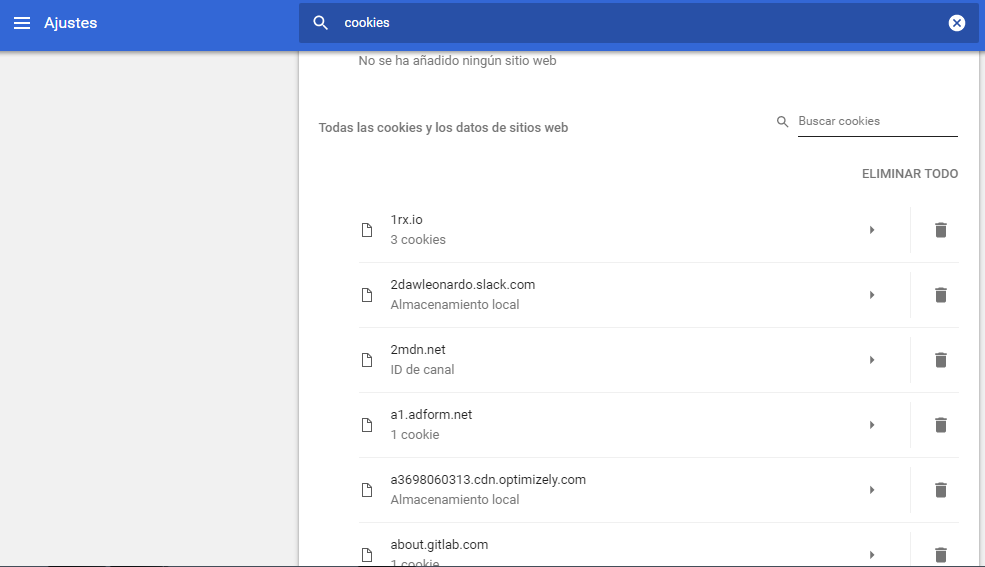 Ajustes
cookies
No se ha añadido ningún sitio web
Todas las cookies y los datos de sitios web
Buscar cookies
ELIMINAR TODO
1rx.io
3 cookies
2dawleonardo.slack.com
Almacenamiento local
2mdn.net
ID de canal
a1.adform.net
1 cookie
a3698060313.cdn.optimizely.com
Almacenamiento local
about.gitlab.com
1 cookie